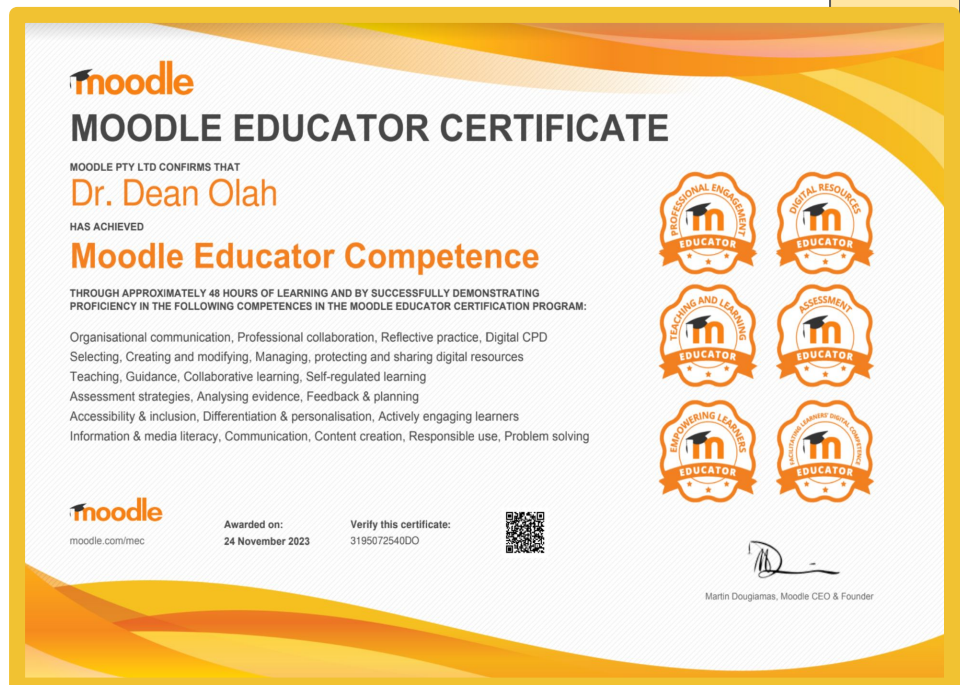 moodle
MOODLE EDUCATOR CERTIFICATE
MOODLE PTY LTD CONFIRMS THAT
Dr. Dean Olah
HAS ACHIEVED
Moodle Educator Competence
THROUGH APPROXIMATELY 48 HOURS OF LEARNING AND BY SUCCESSFULLY DEMONSTRATING
PROFICIENCY IN THE FOLLOWING COMPETENCES IN THE MOODLE EDUCATOR CERTIFICATION PROGRAM:
Organisational communication, Professional collaboration, Reflective practice, Digital CPD
Selecting, Creating and modifying, Managing, protecting and sharing digital resources
Teaching, Guidance, Collaborative learning, Self-regulated learning
Assessment strategies, Analysing evidence, Feedback & planning
Accessibility & inclusion, Differentiation & personalisation, Actively engaging learners
Information & media literacy, Communication, Content creation, Responsible use, Problem solving
PROFESSIONAL ENGAGEMENT
m
EDUCATOR
DIGITAL RESOURCES
m
EDUCATOR
TEACHING AND LEARNING
m
EDUCATOR
ASSESSMENT
m
EDUCATOR
EMPOWERING LEARNERS
m
EDUCATOR
FACILITATING LEARNERS' DIGITAL COMPETENCE
m
EDUCATOR
moodle
moodle.com/mec
Awarded on:
24 November 2023
Verify this certificate:
3195072540DO
Martin Dougiamas, Moodle CEO & Founder